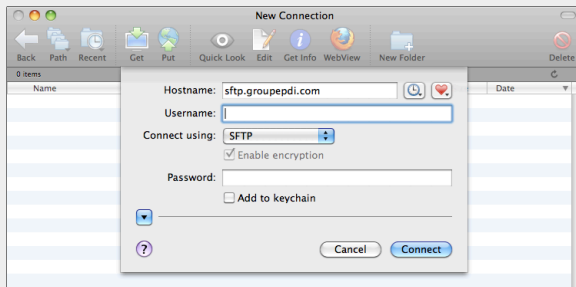 New Connection
Back Path Recent Get Put Quick Look Edit Get Info WebView New Folder Delete
0 items
Name Date
Hostname: sftp.groupepdi.com
Username:
Connect using: SFTP
Enable encryption
Password:
Add to keychain
? Cancel Connect